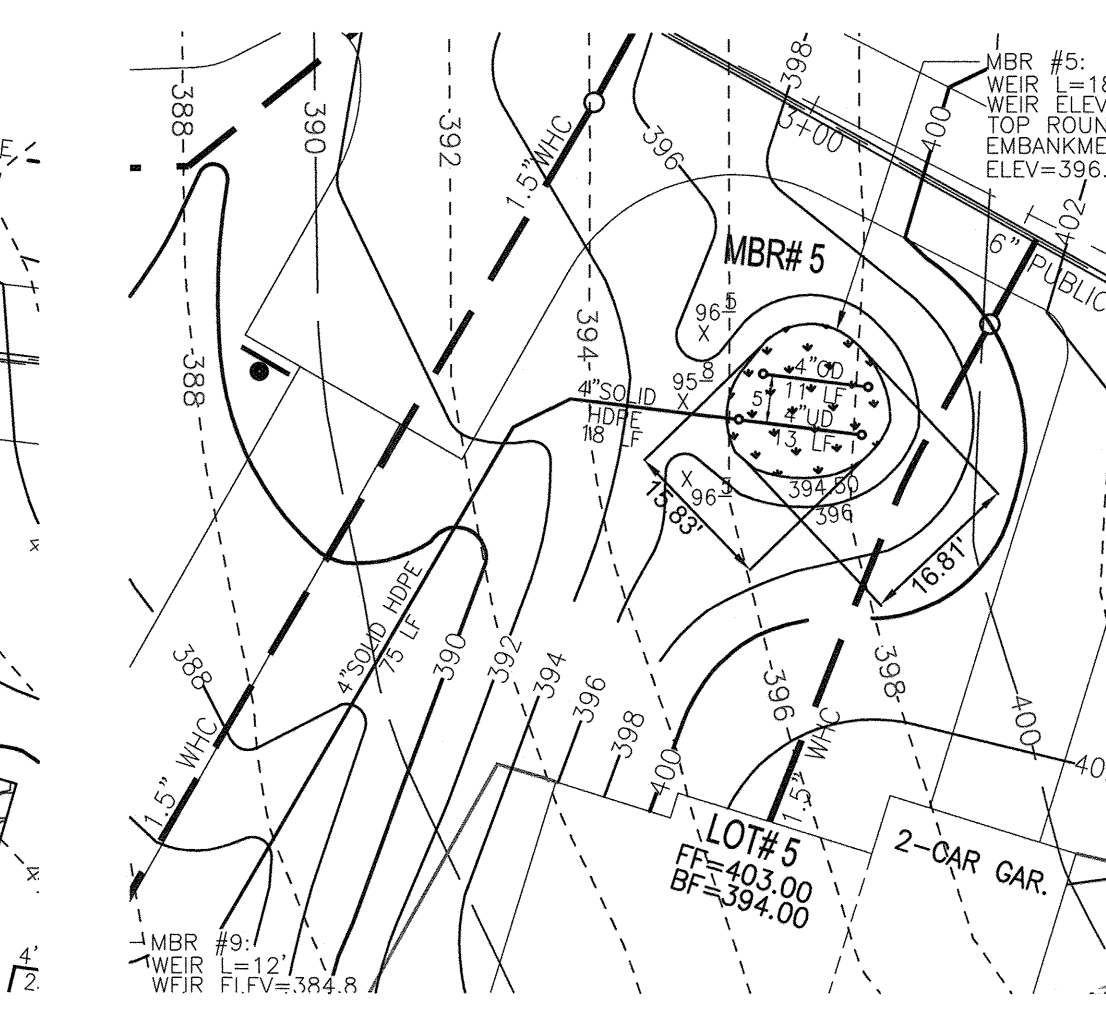 388
390
392
1.5" WHC
396
398
3+00
400
MBR #5:
WEIR L=18
WEIR ELEV
TOP ROUN
EMBANKME
ELEV=396.
402
6"
PUBLIC
E
MBR# 5
96 5
394
388
4"SOLID
HDPE
18 LF
95 8
4"OD
11 LF
5'
4"UD
13 LF
96 5
394.50
396
15.83'
16.81'
4"SOLID HDPE
75 LF
388
390
392
394
396
398
400
396
398
400
40
1.5" WHC
1.5" WHC
LOT# 5
FF=403.00
BF=394.00
2-CAR GAR.
MBR #9:
WEIR L=12'
WEIR ELEV=384.8
4'
2